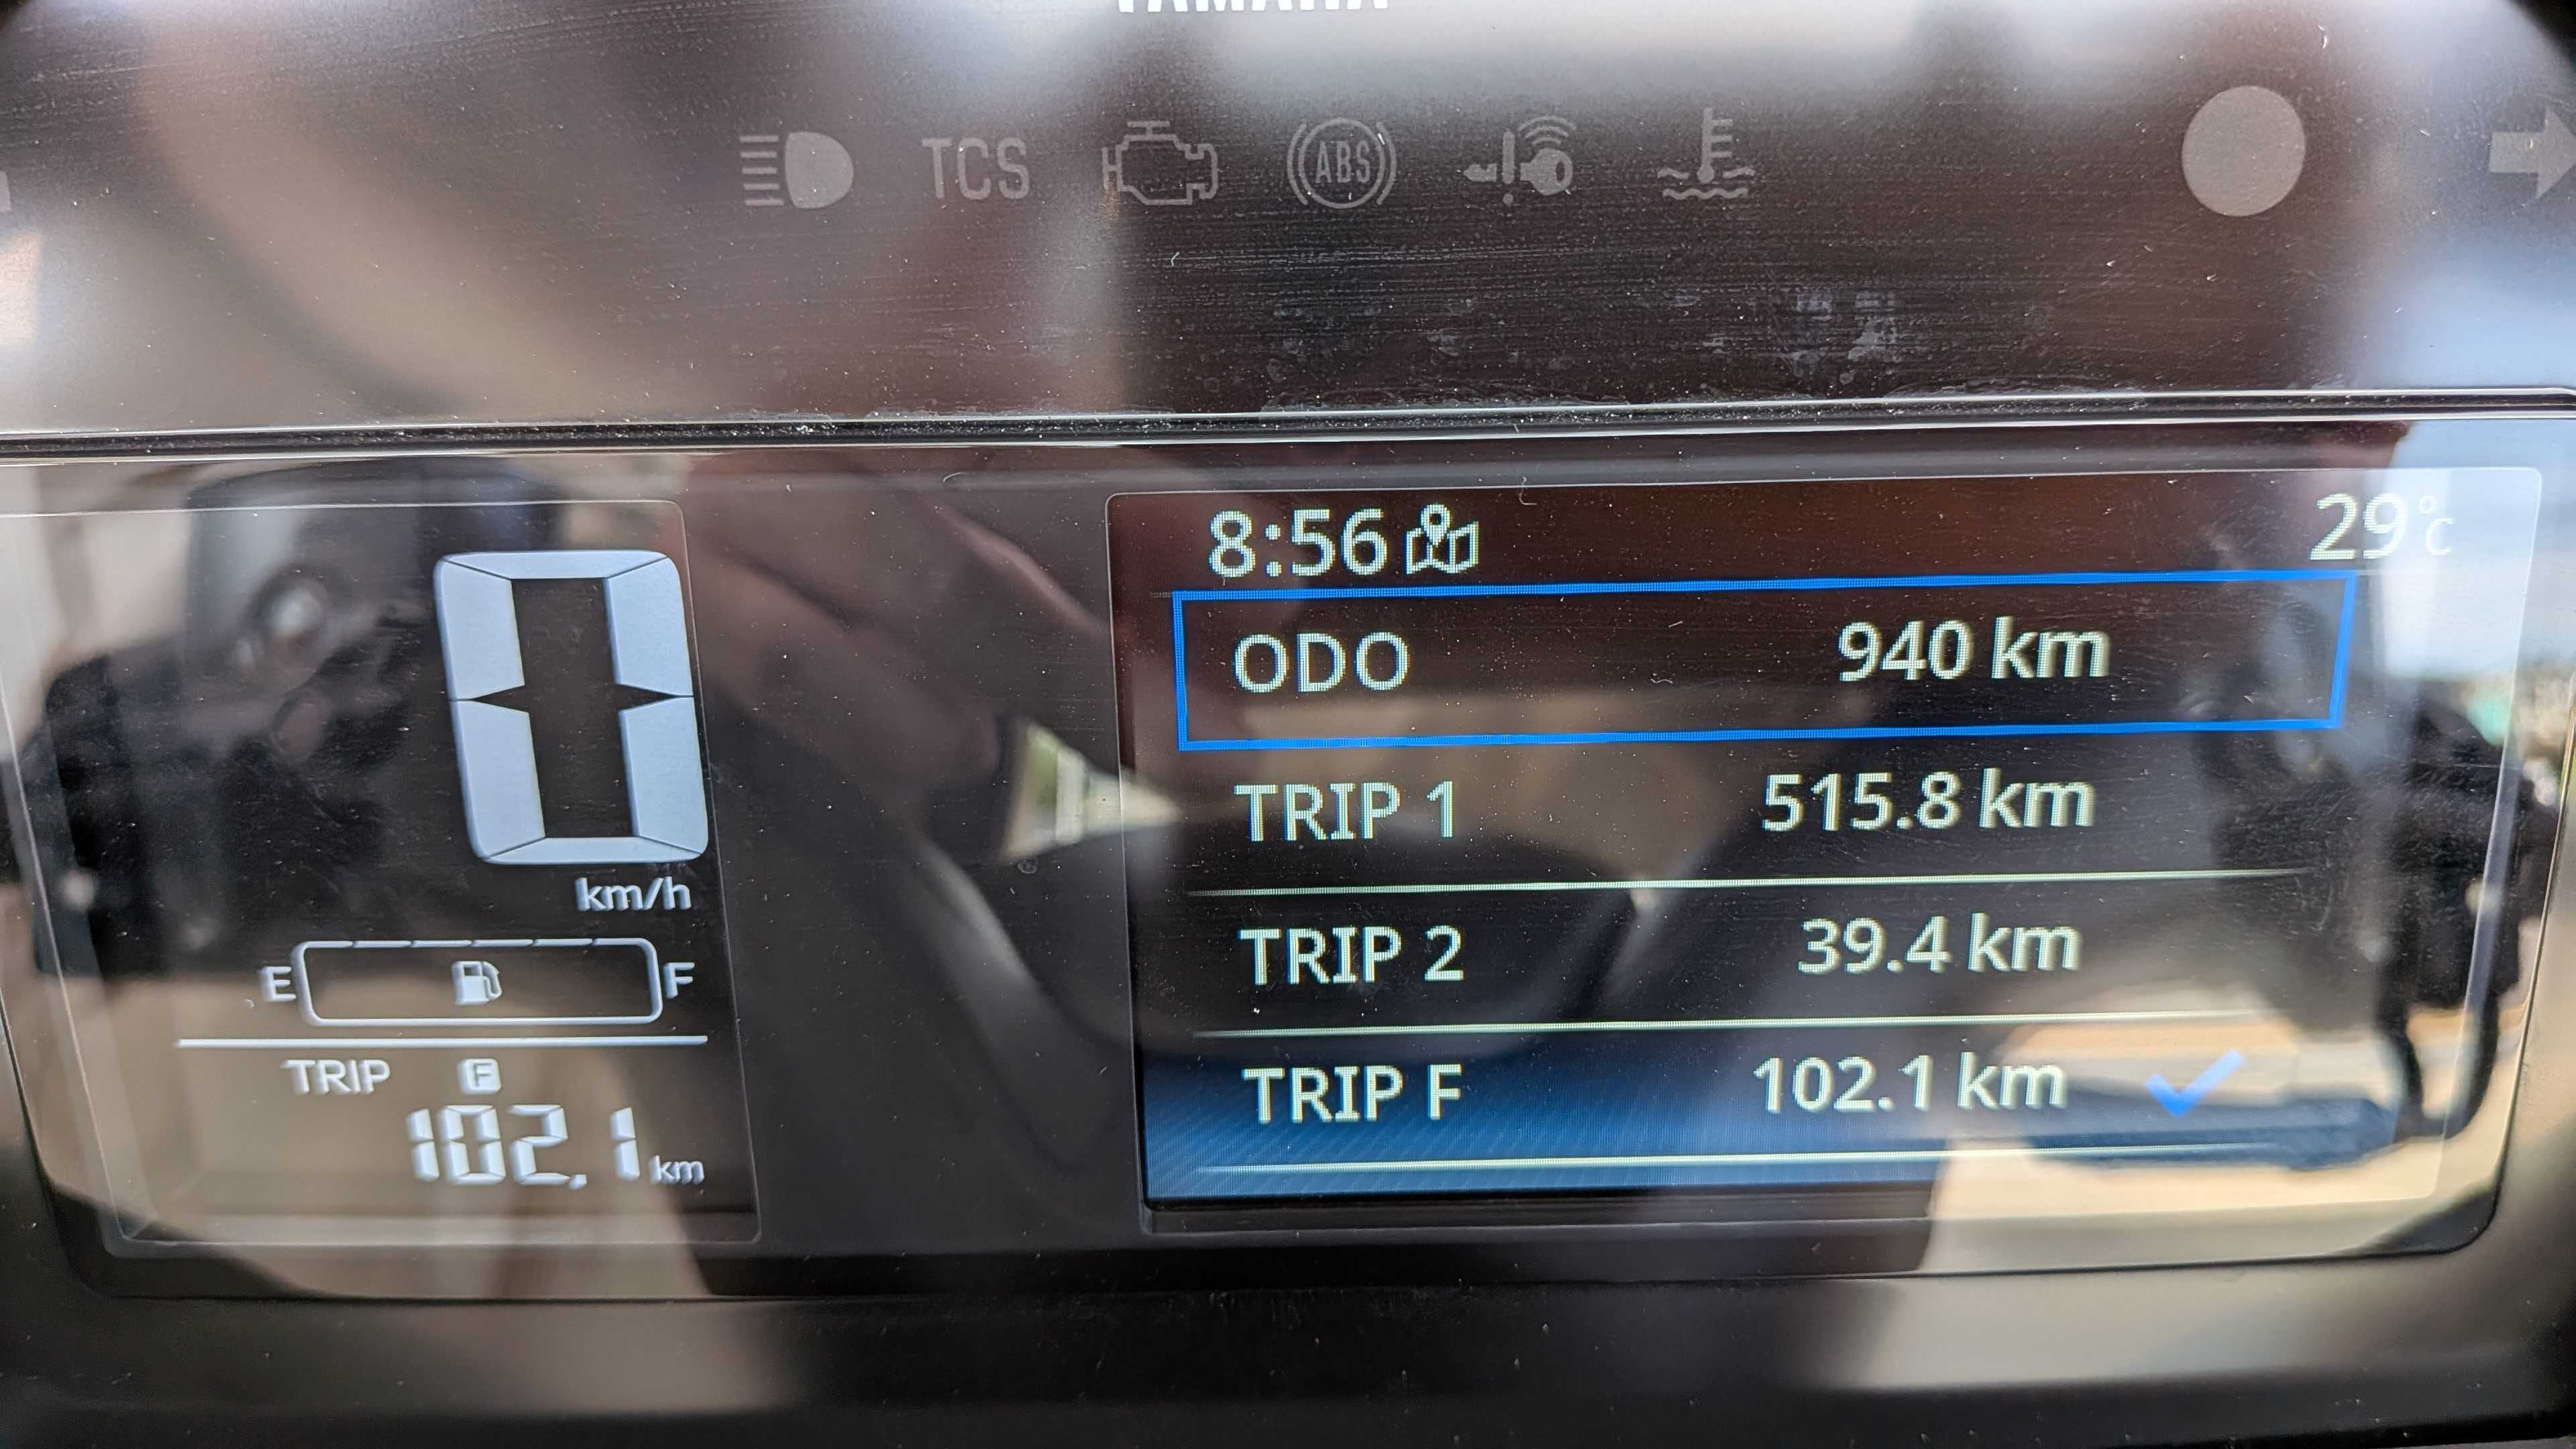 YAMAHA
TCS
ABS
8:56
29°C
ODO 940 km
TRIP 1 515.8 km
TRIP 2 39.4 km
TRIP F 102.1 km
0
km/h
E F
TRIP F
102.1 km